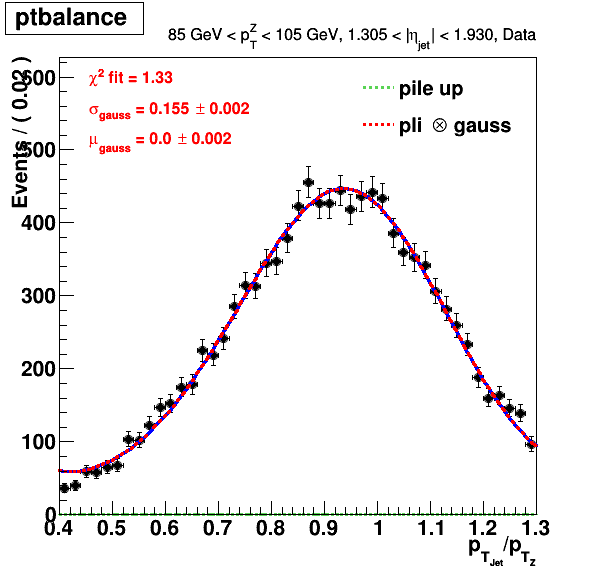 ptbalance
85 GeV < p_T^Z < 105 GeV, 1.305 < |η_jet| < 1.930, Data
χ² fit = 1.33
σ_gauss = 0.155 ± 0.002
μ_gauss = 0.0 ± 0.002
pile up
pli ⊗ gauss
Events / ( 0.02 )
600
500
400
300
200
100
0
0.4 0.5 0.6 0.7 0.8 0.9 1 1.1 1.2 1.3
p_T_Jet/p_T_Z